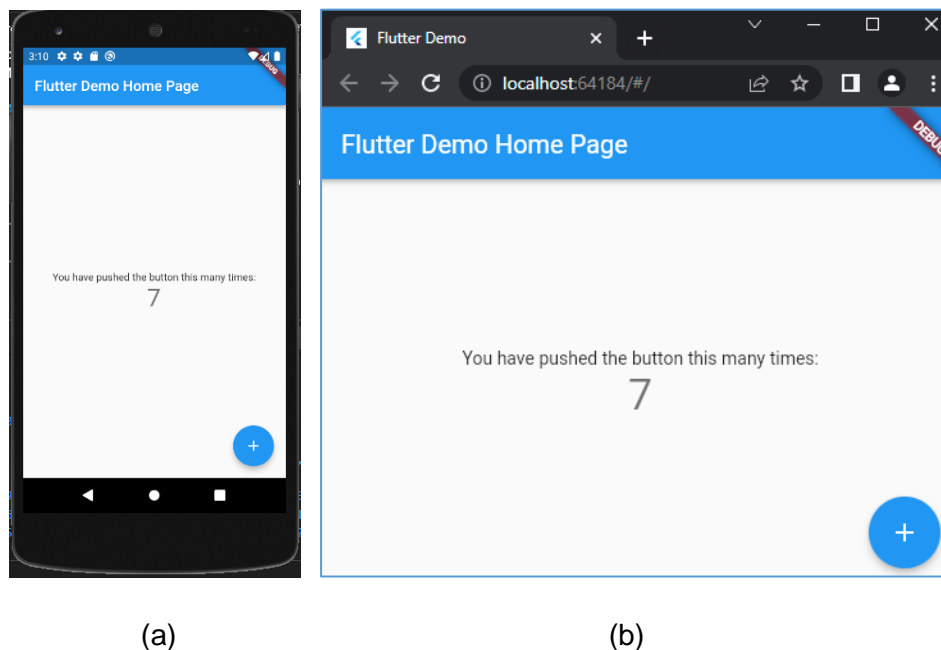 3:10
DEBUG
Flutter Demo Home Page
You have pushed the button this many times:
7
+
Flutter Demo
localhost:64184/#/
Flutter Demo Home Page
DEBUG
You have pushed the button this many times:
7
+
(a)
(b)